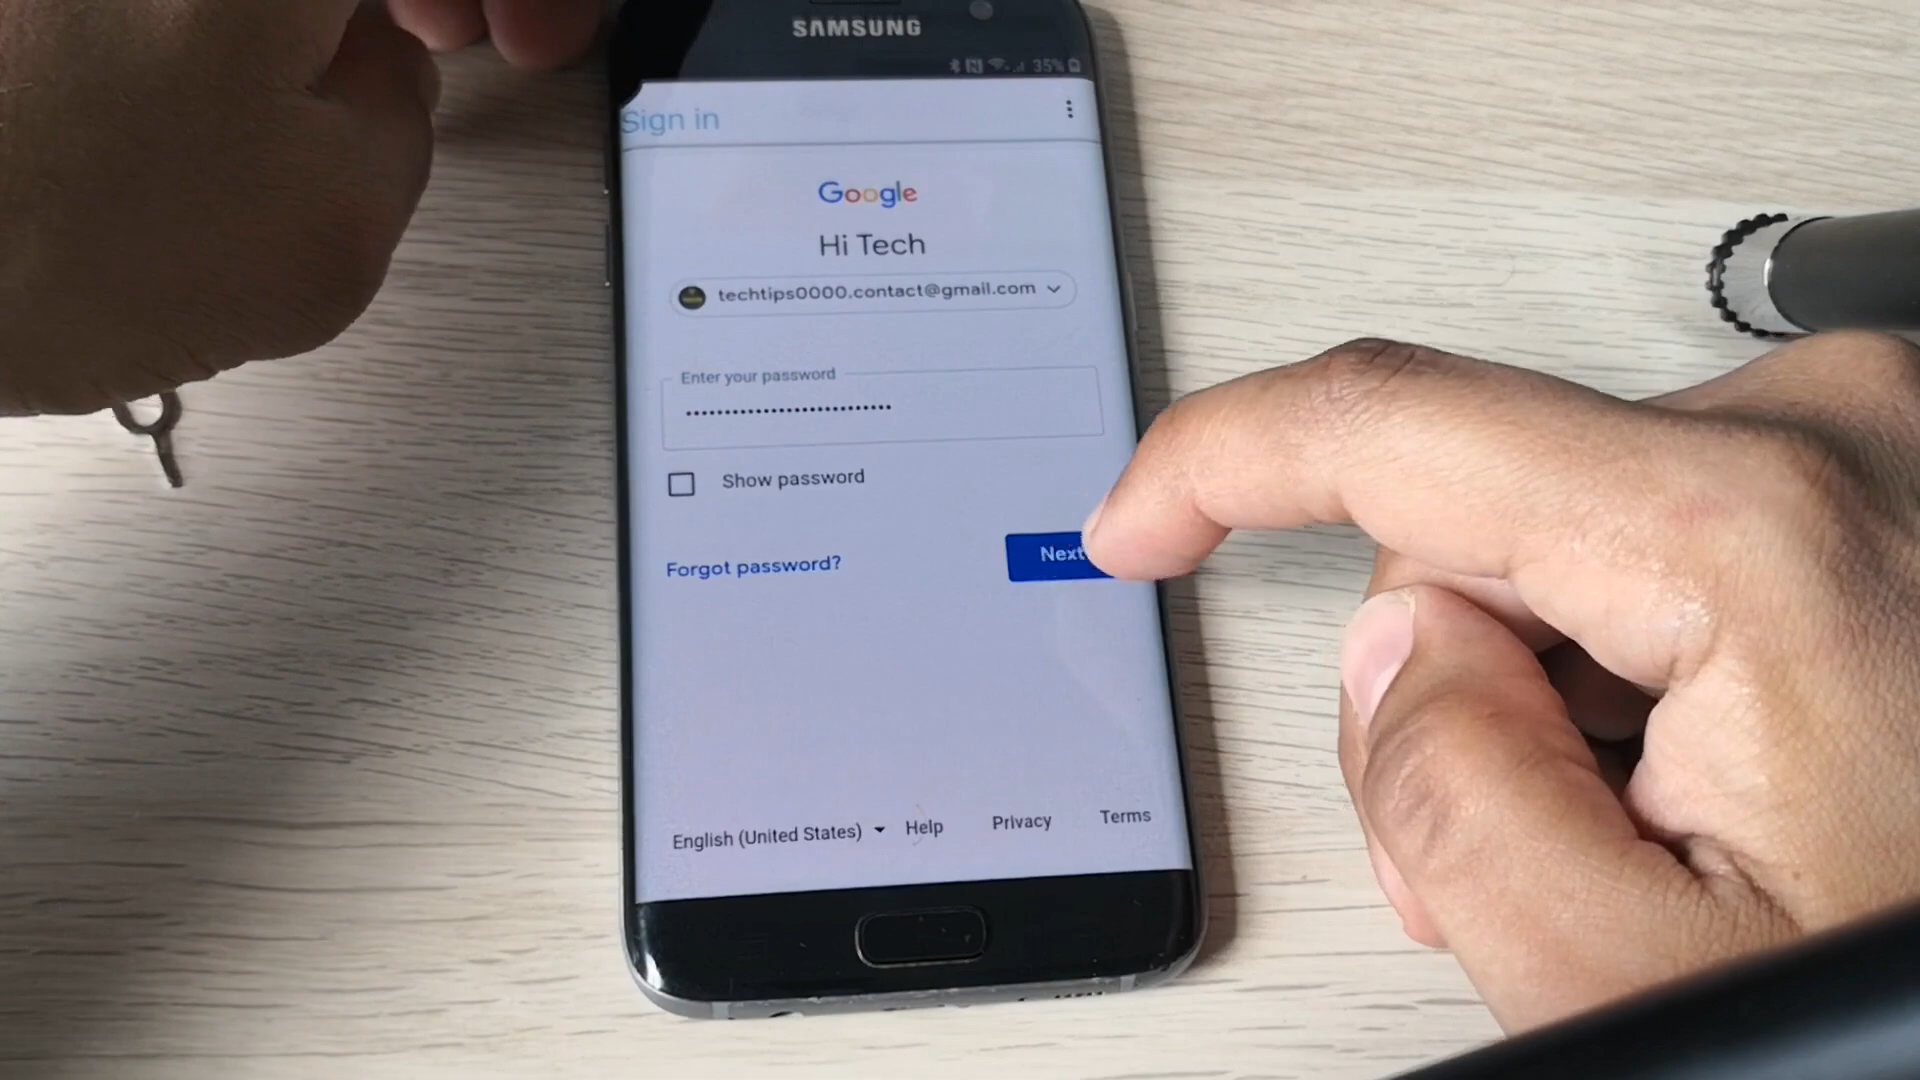 SAMSUNG
35%
Sign in
Google
Hi Tech
techtips0000.contact@gmail.com
Enter your password
••••••••••••••••••••••••••••
Show password
Next
Forgot password?
English (United States)
Help
Privacy
Terms